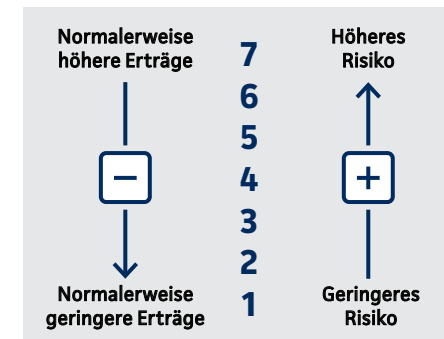 Normalerweise
höhere Erträge
−
Normalerweise
geringere Erträge
7
6
5
4
3
2
1
Höheres
Risiko
+
Geringeres
Risiko